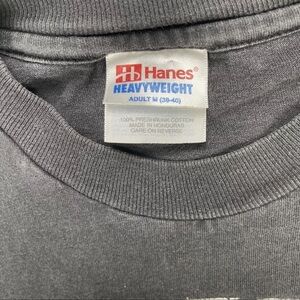 Hanes®
HEAVYWEIGHT
ADULT M (38-40)
100% PRESHRUNK COTTON
MADE IN HONDURAS
CARE ON REVERSE